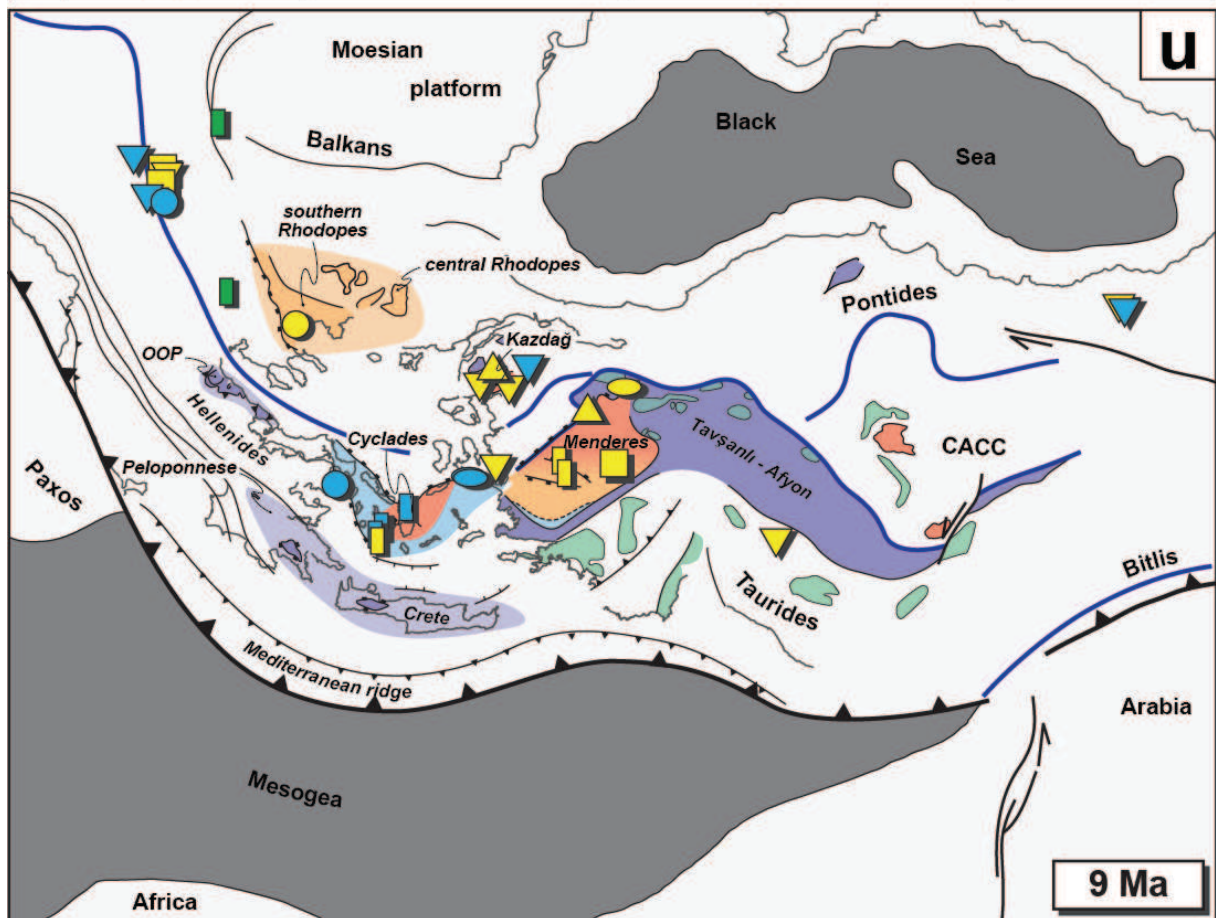 u
Moesian
platform
Black
Sea
Balkans
southern
Rhodopes
central Rhodopes
Pontides
Kazdağ
OOP
Hellenides
Cyclades
Menderes
Tavşanlı - Afyon
CACC
Peloponnese
Paxos
Bitlis
Taurides
Crete
Mediterranean ridge
Arabia
Mesogea
Africa
9 Ma